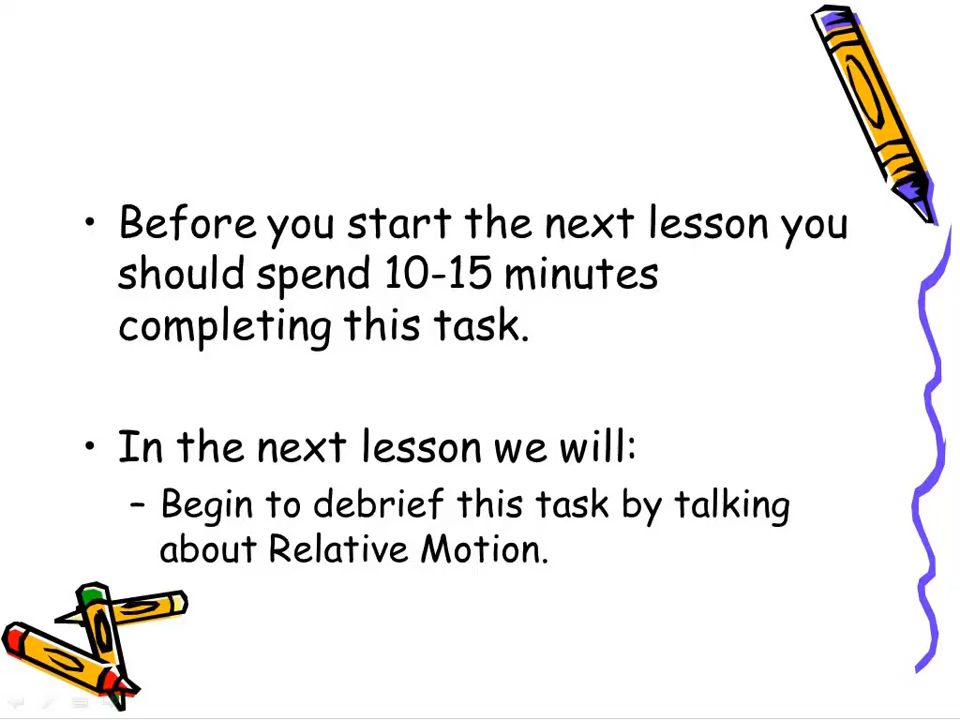 • Before you start the next lesson you
should spend 10-15 minutes
completing this task.
• In the next lesson we will:
– Begin to debrief this task by talking
about Relative Motion.